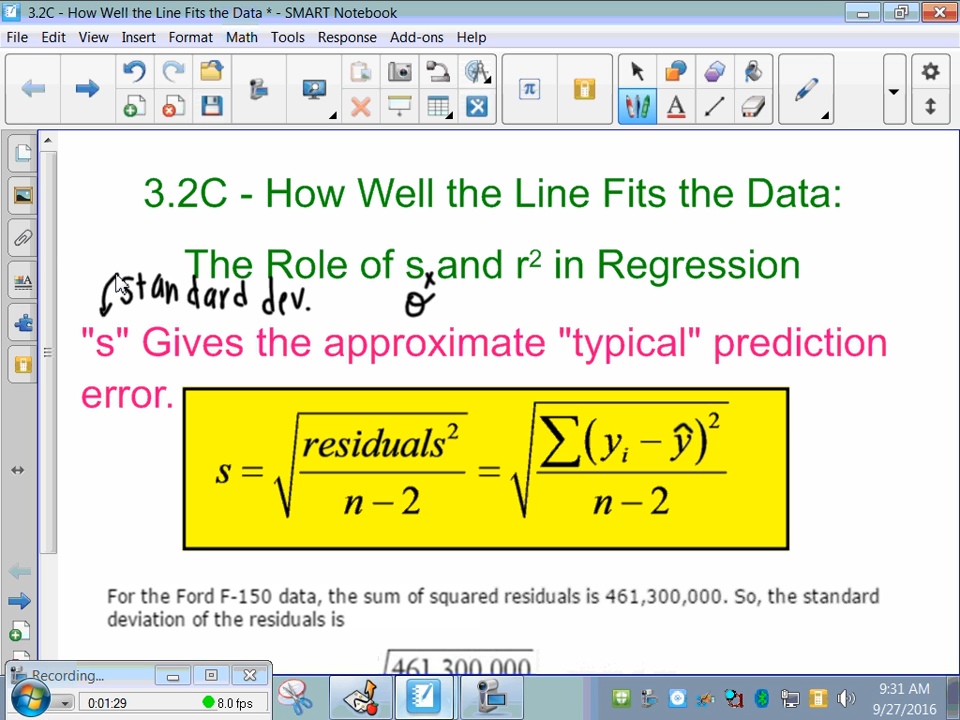 3.2C - How Well the Line Fits the Data * - SMART Notebook
File Edit View Insert Format Math Tools Response Add-ons Help
π
A
3.2C - How Well the Line Fits the Data:
The Role of s and r² in Regression
standard dev. σx
"s" Gives the approximate "typical" prediction
error.
s = √(residuals² / (n − 2)) = √(∑(yᵢ − ŷ)² / (n − 2))
For the Ford F-150 data, the sum of squared residuals is 461,300,000. So, the standard
deviation of the residuals is
√461,300,000
Recording...
0:01:29 8.0 fps
9:31 AM
9/27/2016